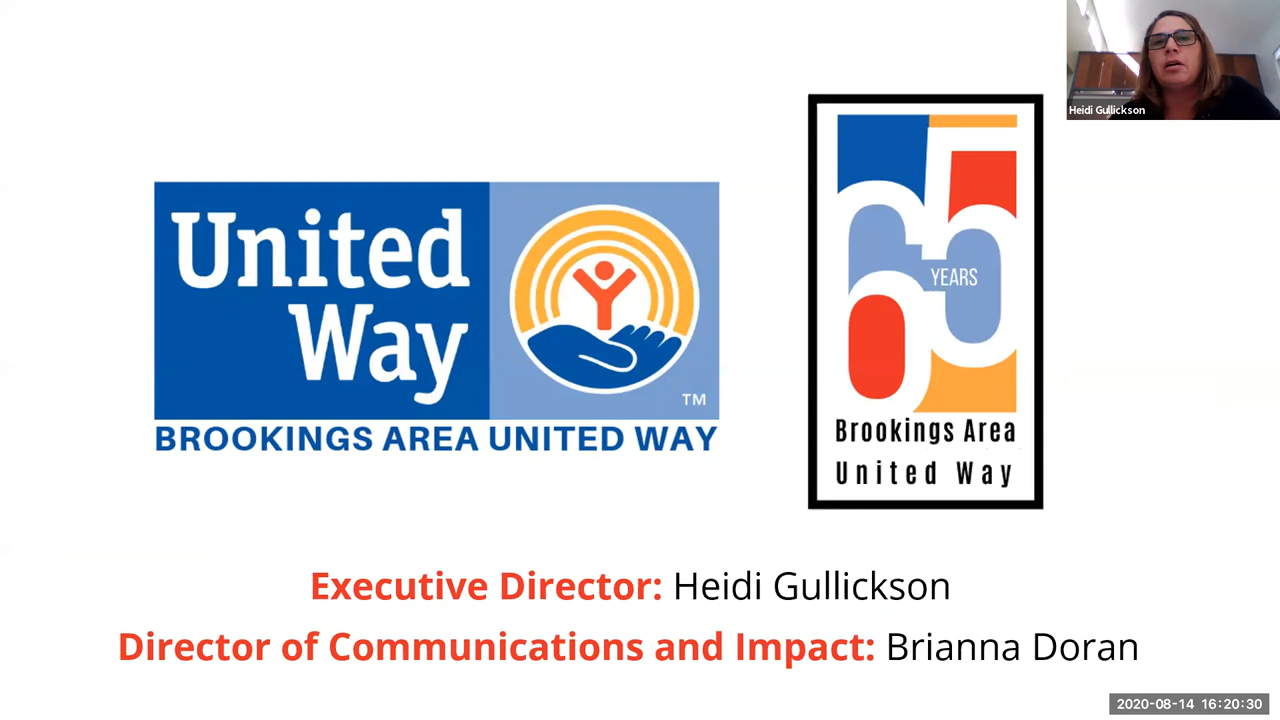 Heidi Gullickson
United
Way
TM
BROOKINGS AREA UNITED WAY
65
YEARS
Brookings Area
United Way
Executive Director: Heidi Gullickson
Director of Communications and Impact: Brianna Doran
2020-08-14 16:20:30